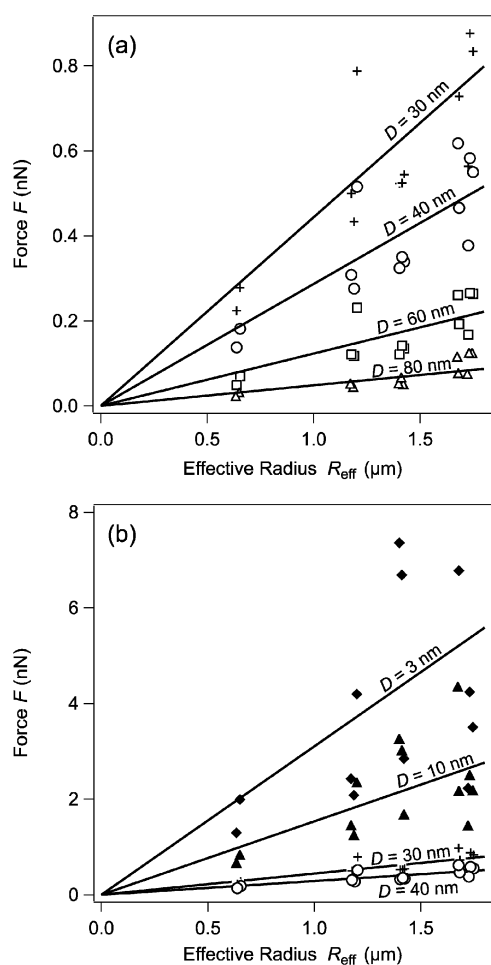 (a)
0.8
0.6
0.4
0.2
0.0
Force F (nN)
D = 30 nm
D = 40 nm
D = 60 nm
D = 80 nm
0.0 0.5 1.0 1.5
Effective Radius Reff (μm)
(b)
8
6
4
2
0
Force F (nN)
D = 3 nm
D = 10 nm
D = 30 nm
D = 40 nm
0.0 0.5 1.0 1.5
Effective Radius Reff (μm)